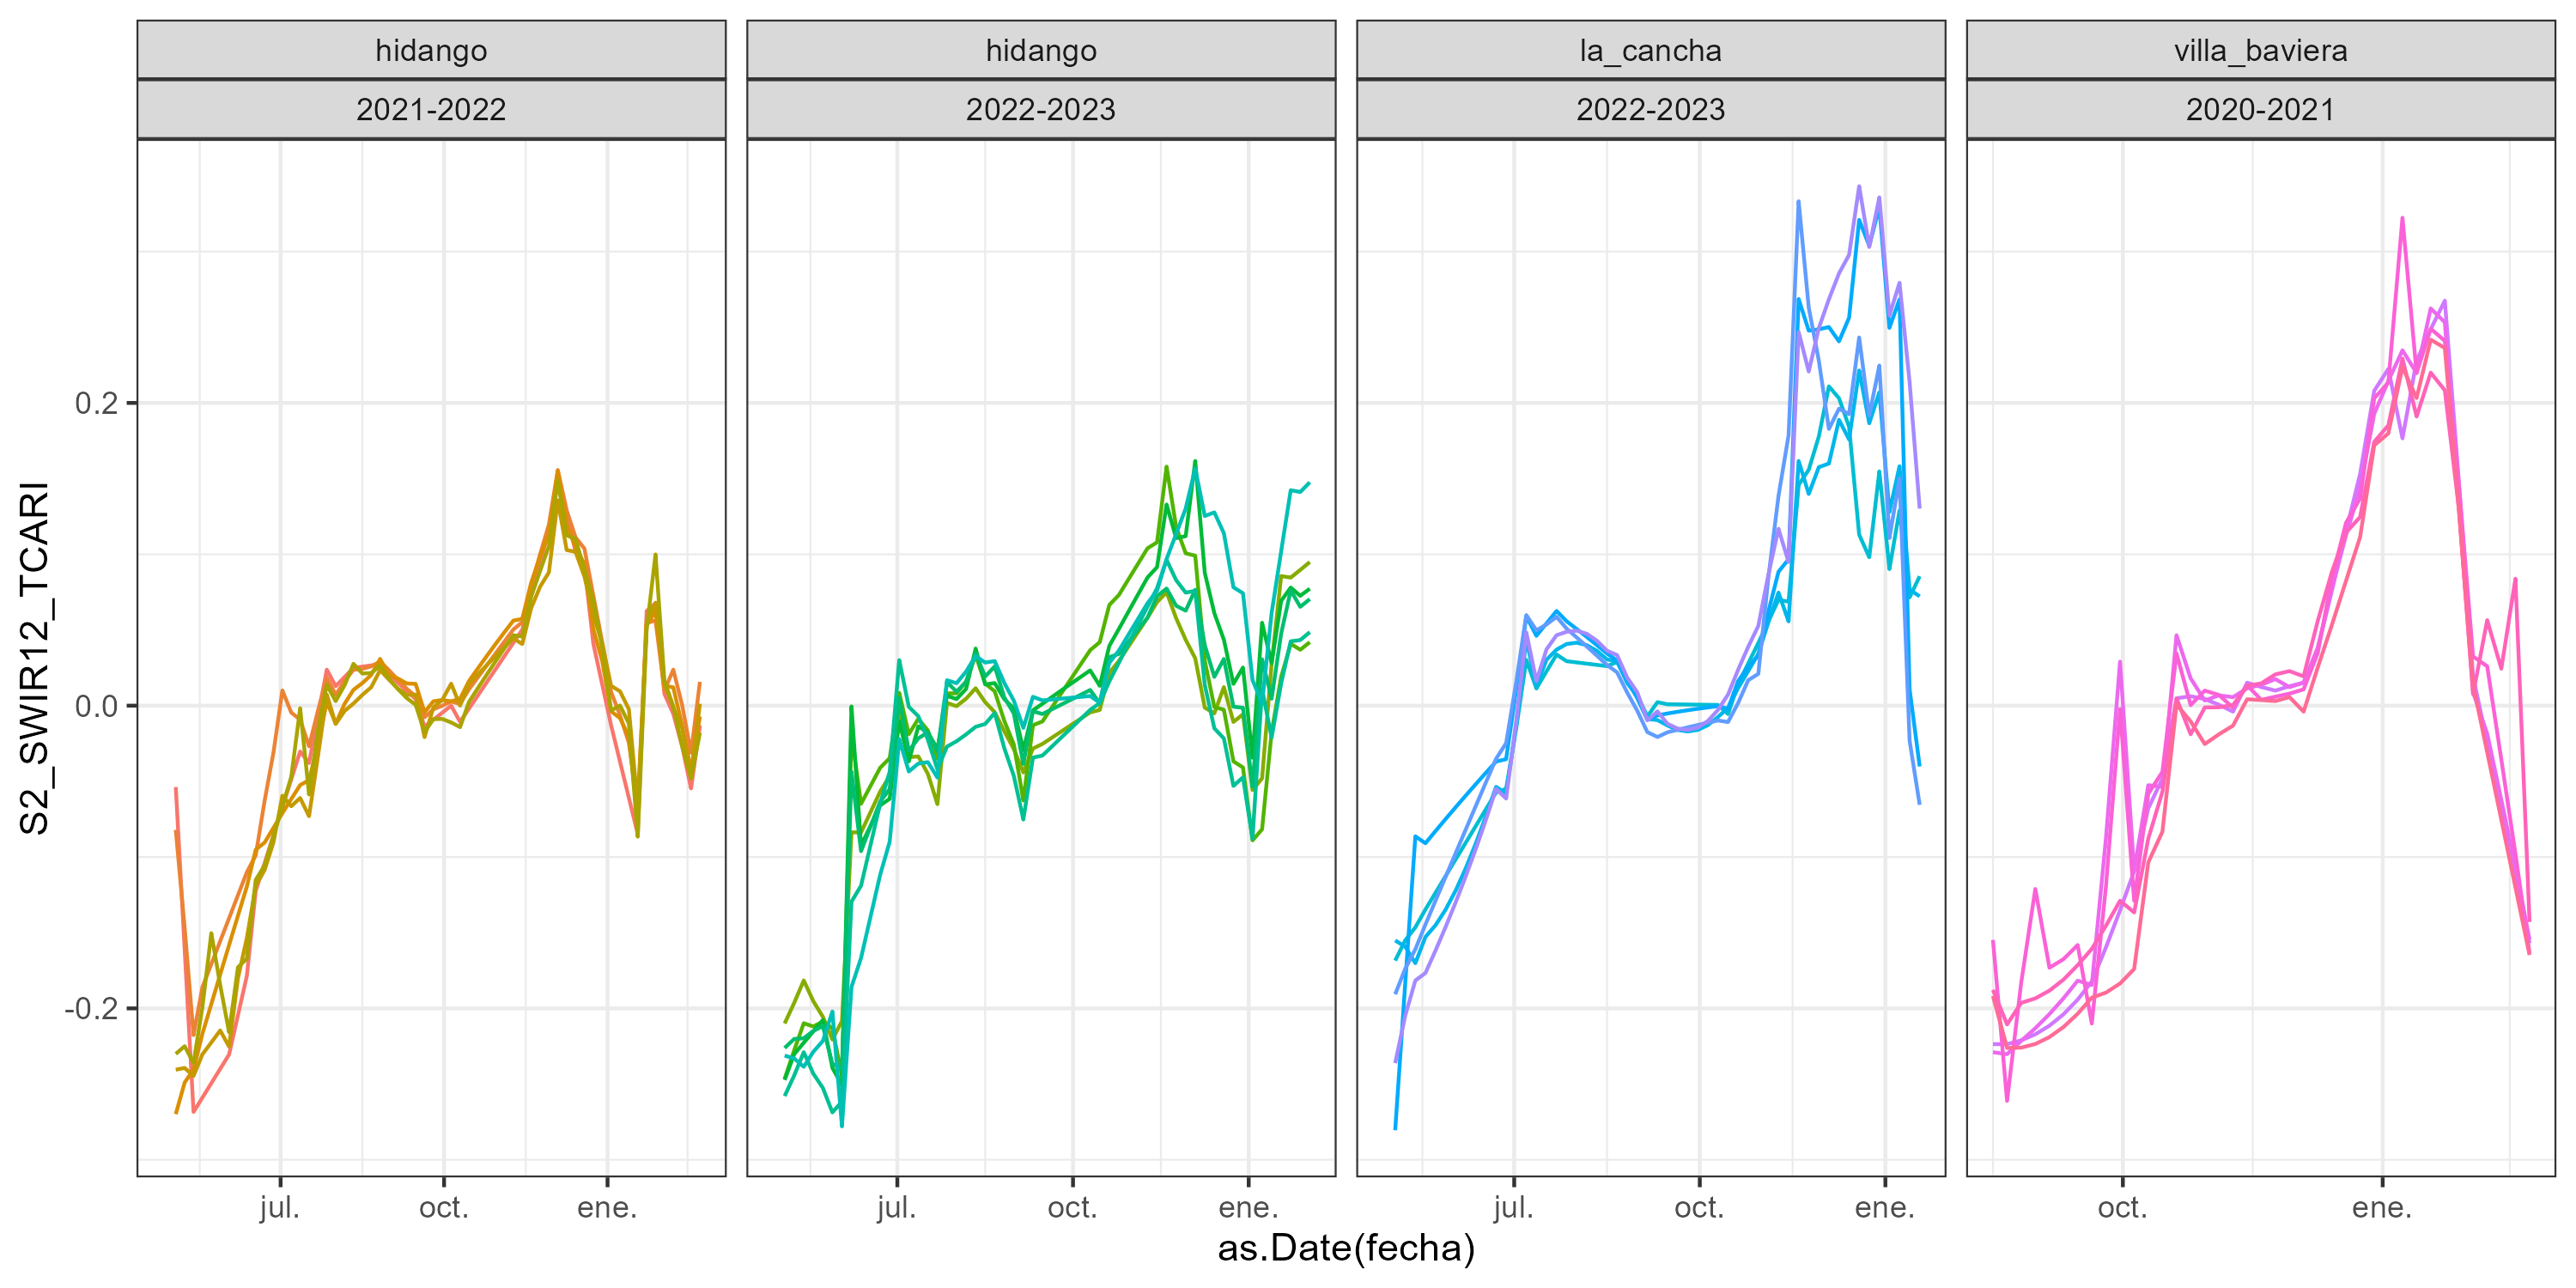 hidango hidango la_cancha villa_baviera
2021-2022 2022-2023 2022-2023 2020-2021
S2_SWIR12_TCARI
0.2
0.0
-0.2
jul. oct. ene. jul. oct. ene. jul. oct. ene. oct. ene.
as.Date(fecha)